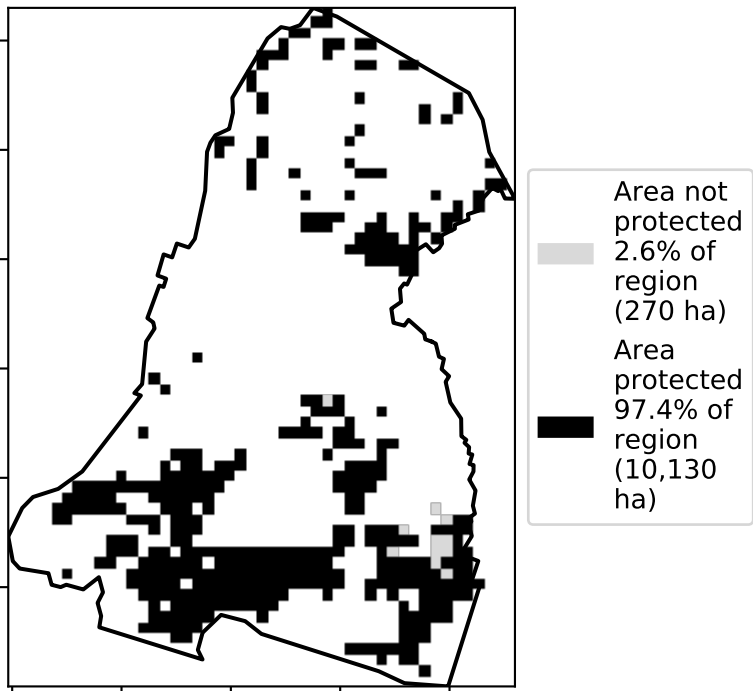 Area not
protected
2.6% of
region
(270 ha)
Area
protected
97.4% of
region
(10,130
ha)